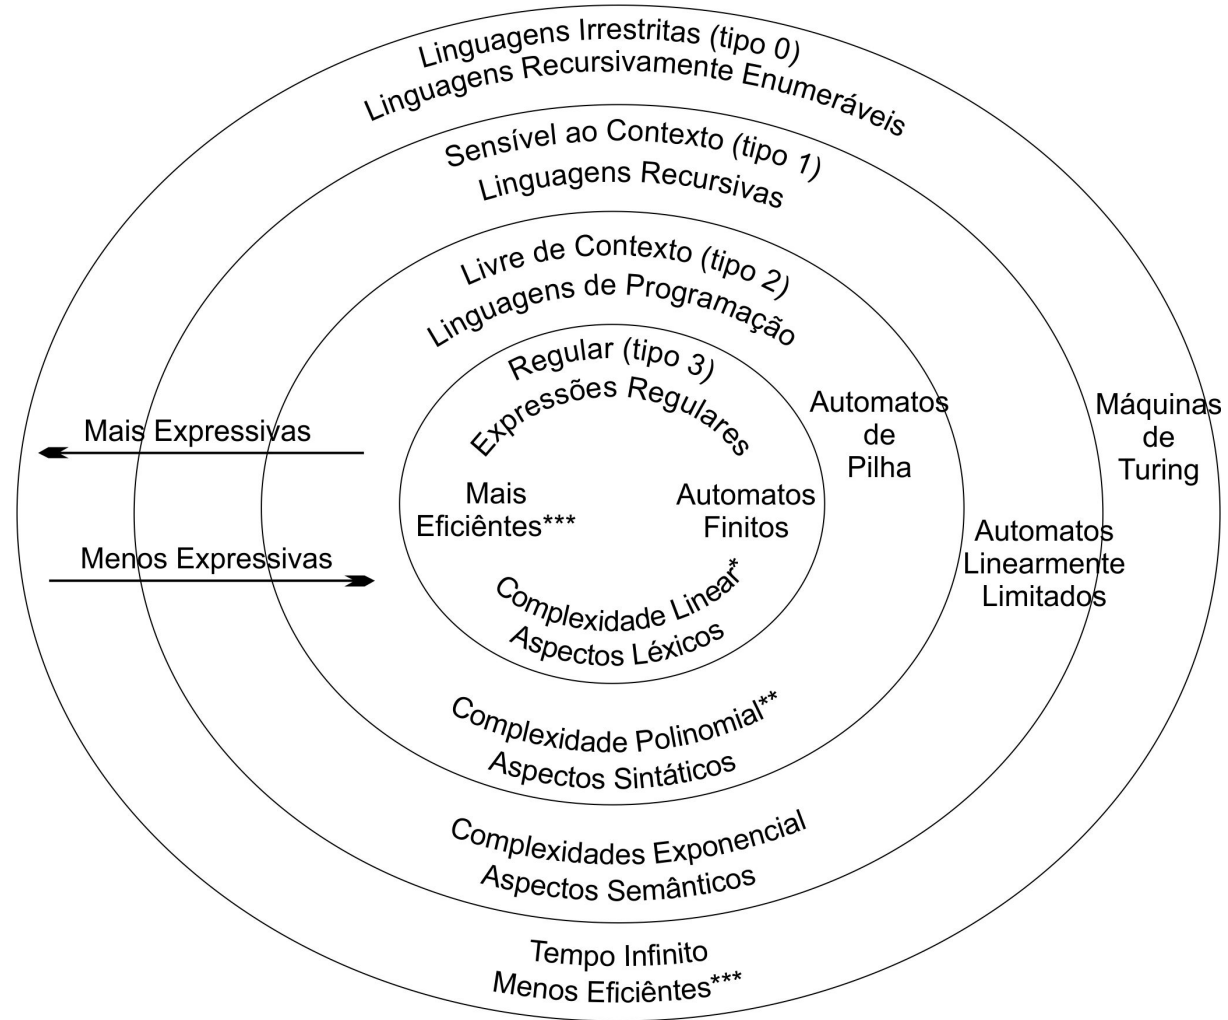 Linguagens Irrestritas (tipo 0)
Linguagens Recursivamente Enumeráveis
Sensível ao Contexto (tipo 1)
Linguagens Recursivas
Livre de Contexto (tipo 2)
Linguagens de Programação
Regular (tipo 3)
Expressões Regulares
Mais Expressivas
Menos Expressivas
Mais
Eficiêntes***
Automatos
Finitos
Automatos
de
Pilha
Automatos
Linearmente
Limitados
Máquinas
de
Turing
Complexidade Linear*
Aspectos Léxicos
Complexidade Polinomial**
Aspectos Sintáticos
Complexidades Exponencial
Aspectos Semânticos
Tempo Infinito
Menos Eficiêntes***